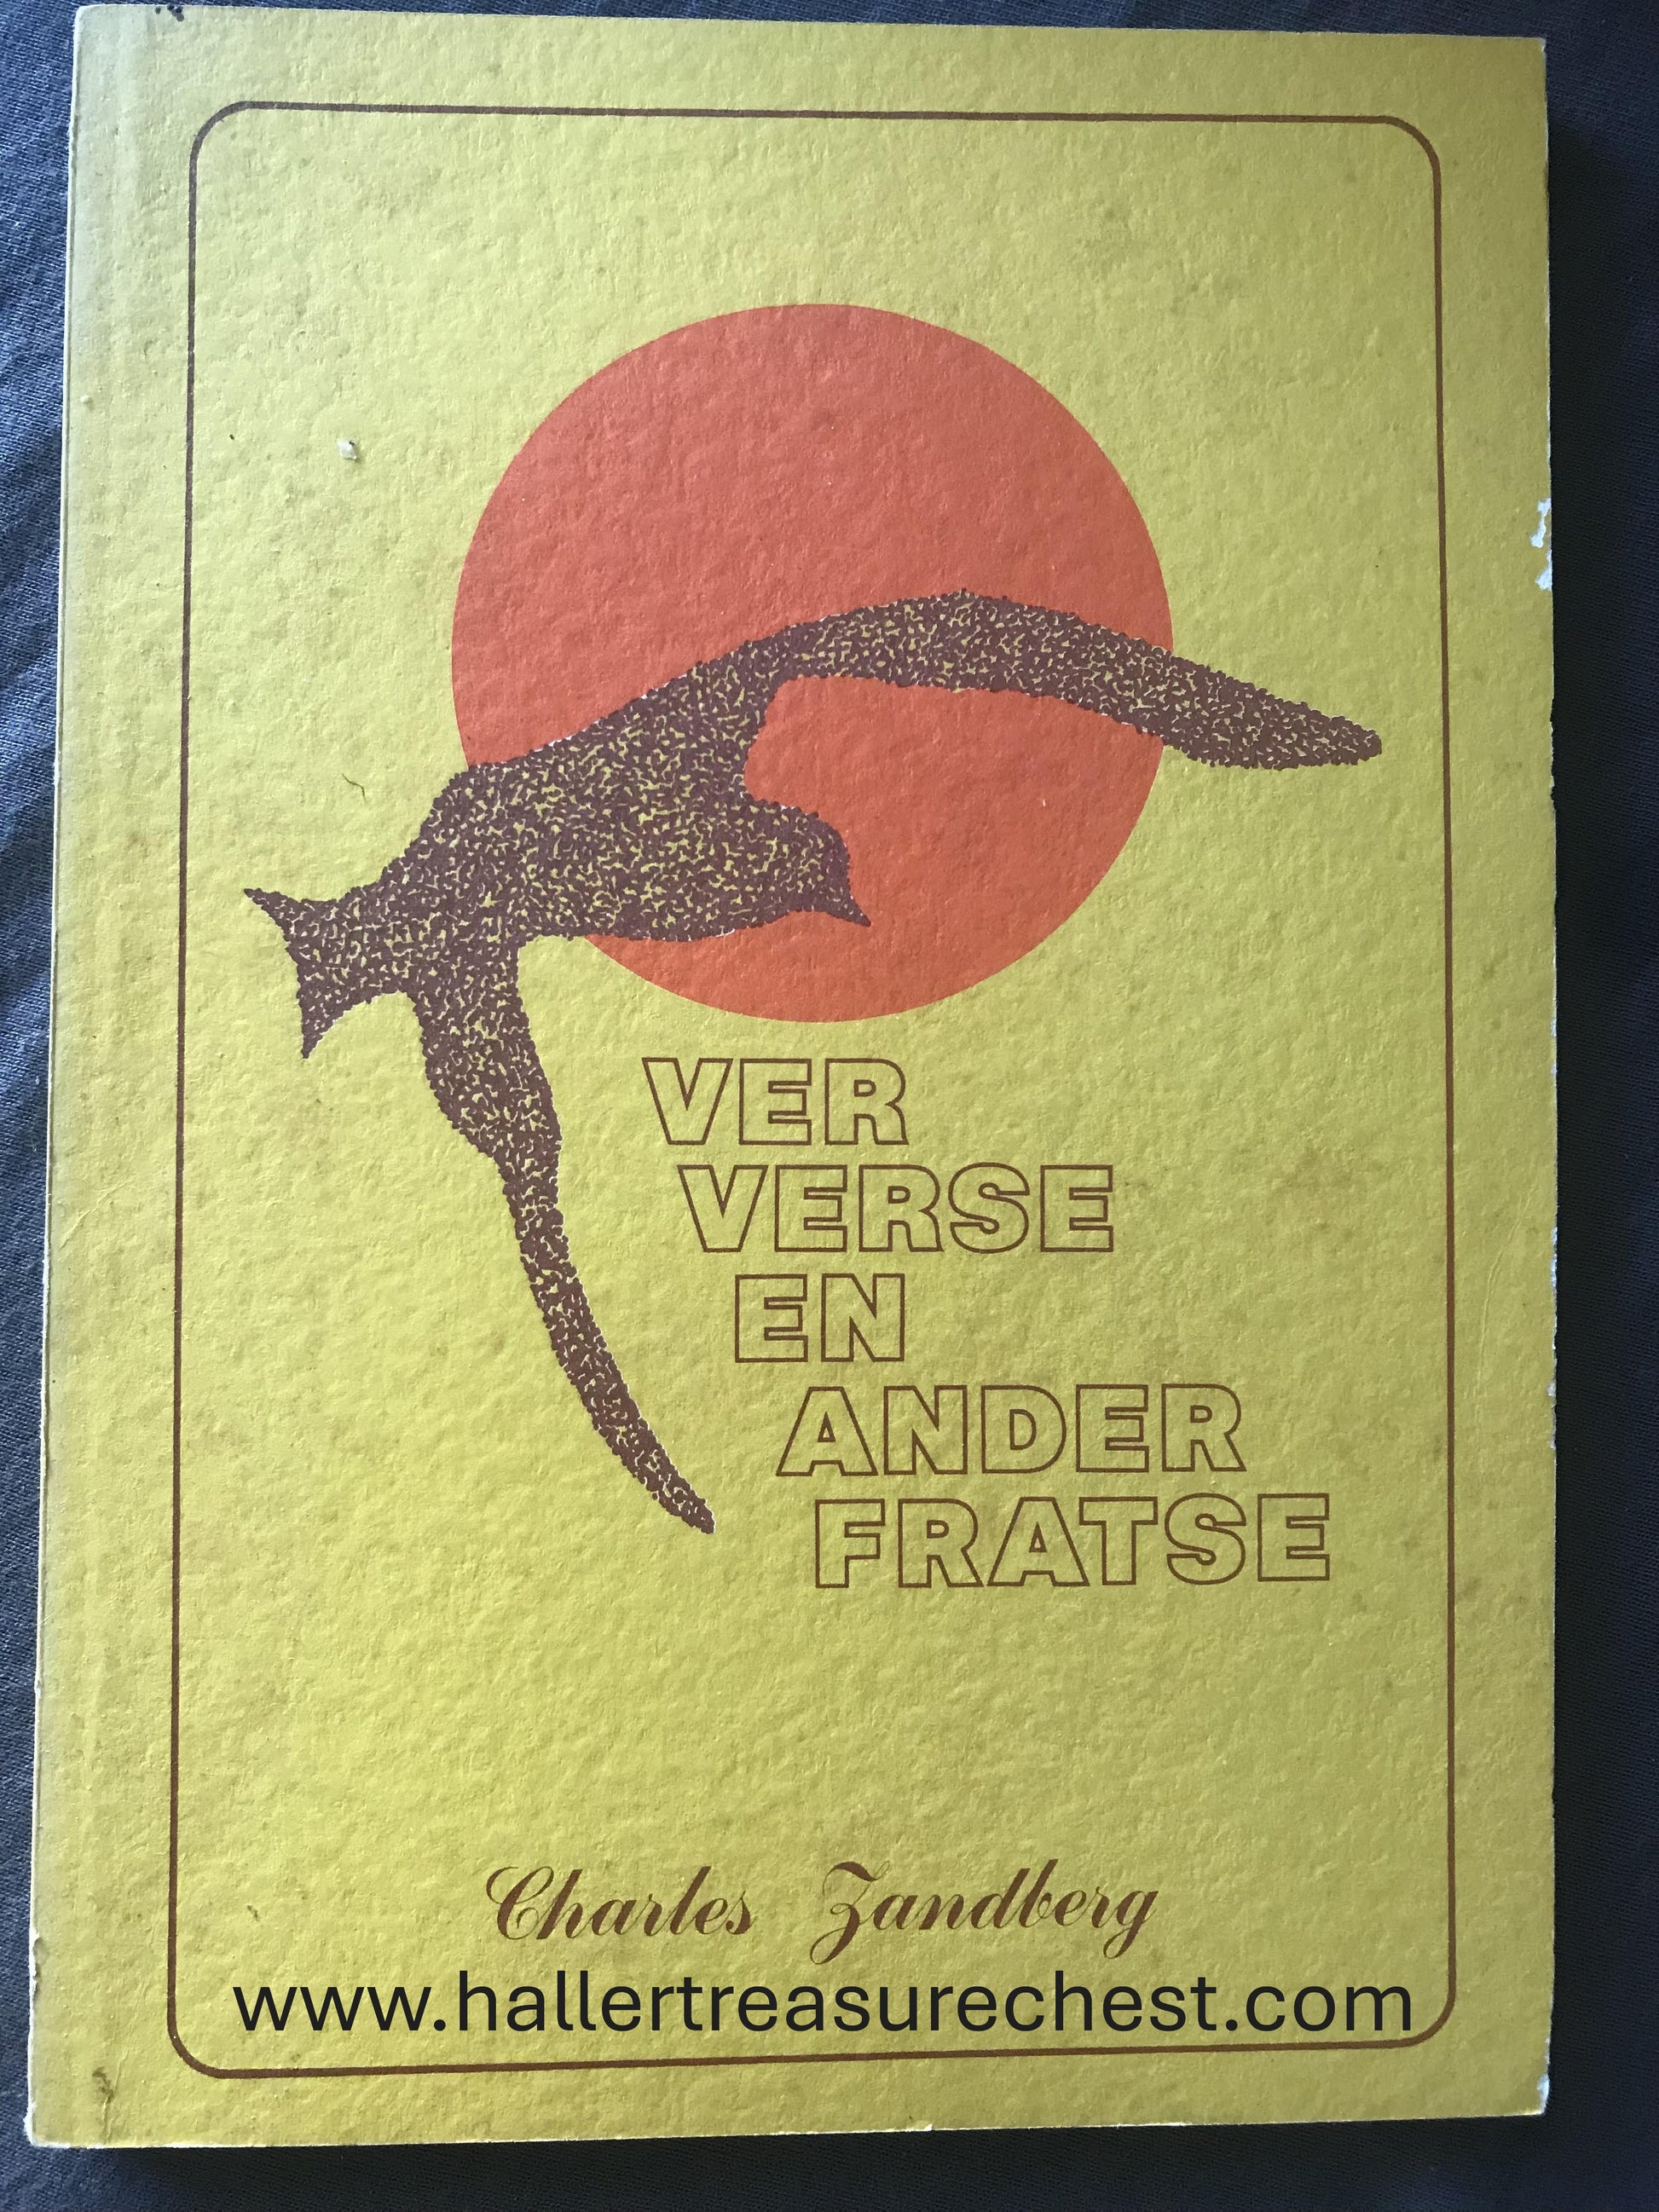 VER
VERSE
EN
ANDER
FRATSE
Charles Zandberg
www.hallertreasurechest.com